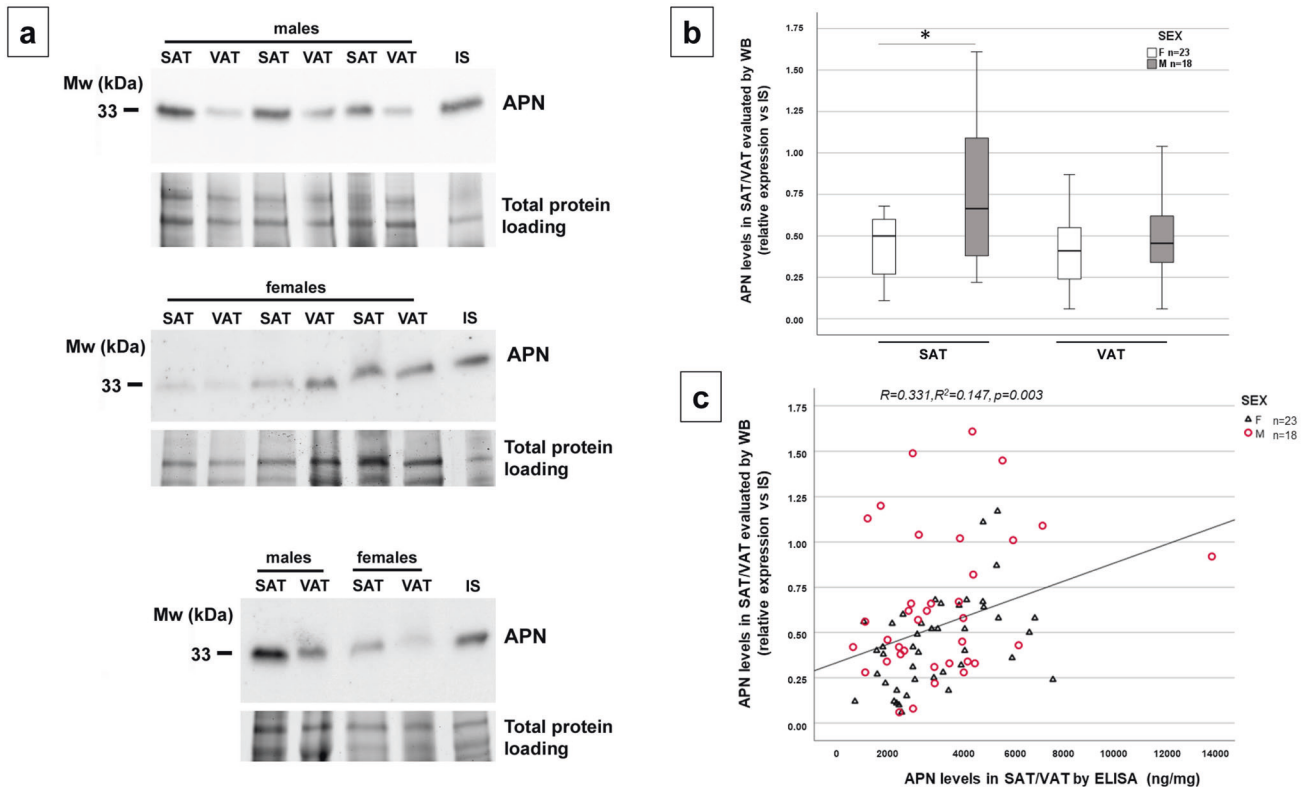 a
males
SAT VAT SAT VAT SAT VAT IS
Mw (kDa)
33
APN
Total protein
loading
females
SAT VAT SAT VAT SAT VAT IS
Mw (kDa)
33
APN
Total protein
loading
males females
SAT VAT SAT VAT IS
Mw (kDa)
33
APN
Total protein
loading
b
APN levels in SAT/VAT evaluated by WB
(relative expression vs IS)
1.75
1.50
1.25
1.00
0.75
0.50
0.25
0.00
*
SEX
F n=23
M n=18
SAT VAT
c
R=0.331,R²=0.147, p=0.003
SEX
F n=23
M n=18
APN levels in SAT/VAT evaluated by WB
(relative expression vs IS)
1.75
1.50
1.25
1.00
0.75
0.50
0.25
0.00
0 2000 4000 6000 8000 10000 12000 14000
APN levels in SAT/VAT by ELISA (ng/mg)